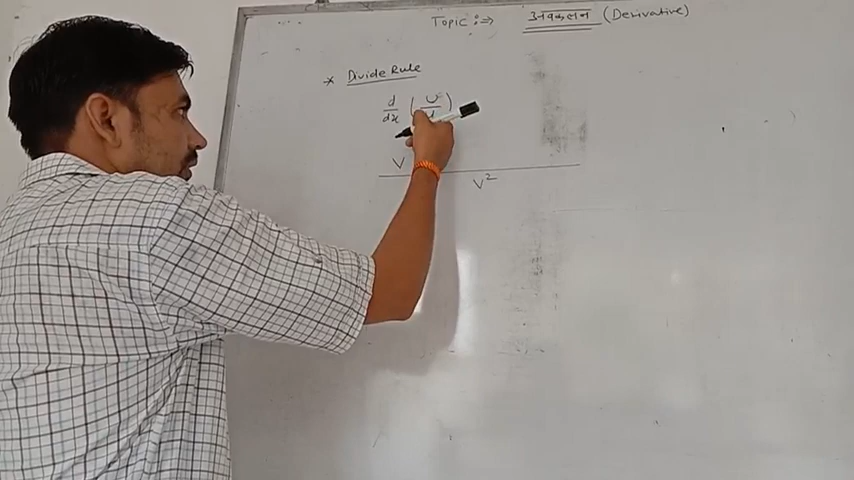 Topic :⇒ अवकलन (Derivative)
* Divide Rule
d/dx (U
V
V²